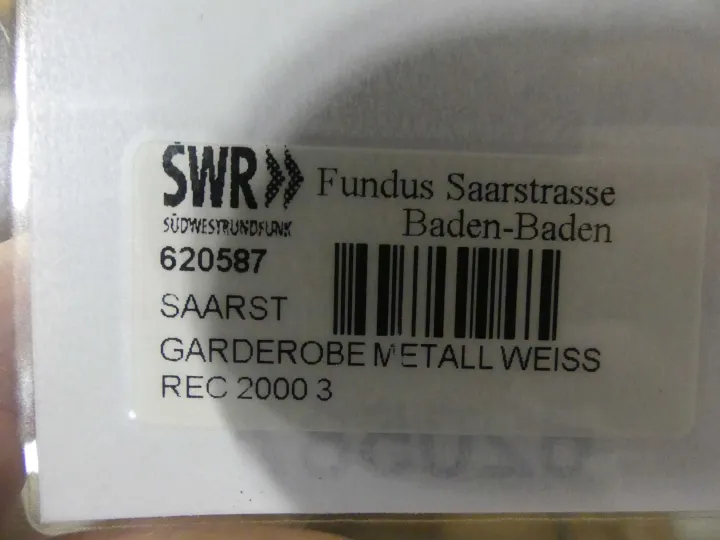 SWR
SÜDWESTRUNDFUNK
Fundus Saarstrasse
Baden-Baden
620587
SAARST
GARDEROBE METALL WEISS
REC 2000 3